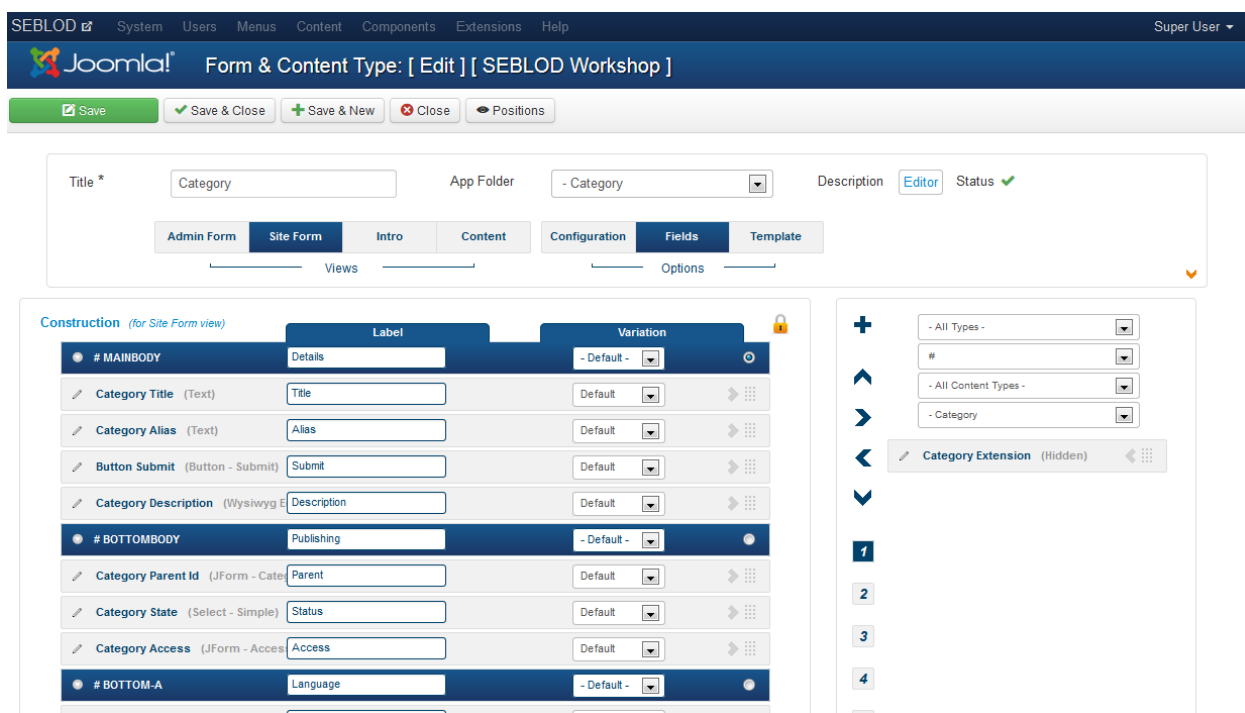 SEBLOD System Users Menus Content Components Extensions Help Super User
Joomla!® Form & Content Type: [ Edit ] [ SEBLOD Workshop ]
Save Save & Close Save & New Close Positions
Title * Category App Folder - Category Description Editor Status
Admin Form Site Form Intro Content Configuration Fields Template
Views Options
Construction (for Site Form view) Label Variation
# MAINBODY Details - Default -
Category Title (Text) Title Default
Category Alias (Text) Alias Default
Button Submit (Button - Submit) Submit Default
Category Description (Wysiwyg E Description Default
# BOTTOMBODY Publishing - Default -
Category Parent Id (JForm - Categ Parent Default
Category State (Select - Simple) Status Default
Category Access (JForm - Acces Access Default
# BOTTOM-A Language - Default -
- All Types -
#
- All Content Types -
- Category
Category Extension (Hidden)
1
2
3
4